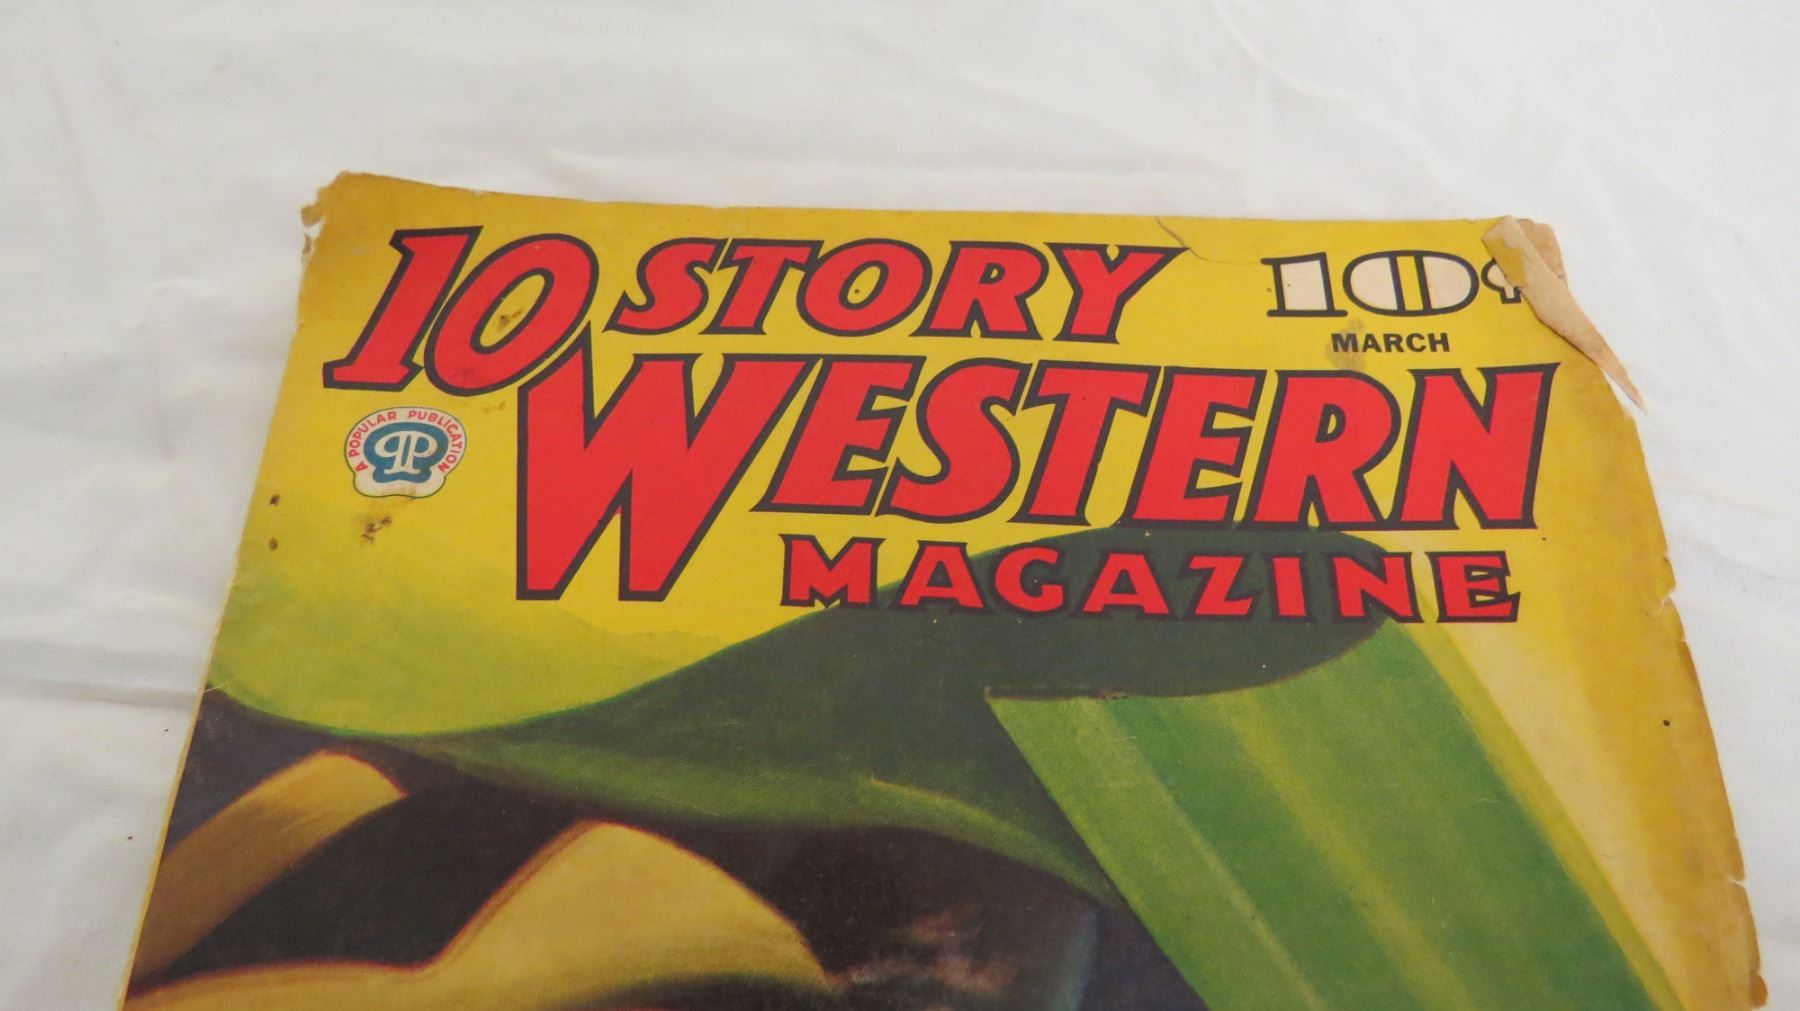 10 STORY
10¢
MARCH
WESTERN
MAGAZINE
A POPULAR PUBLICATION
PP